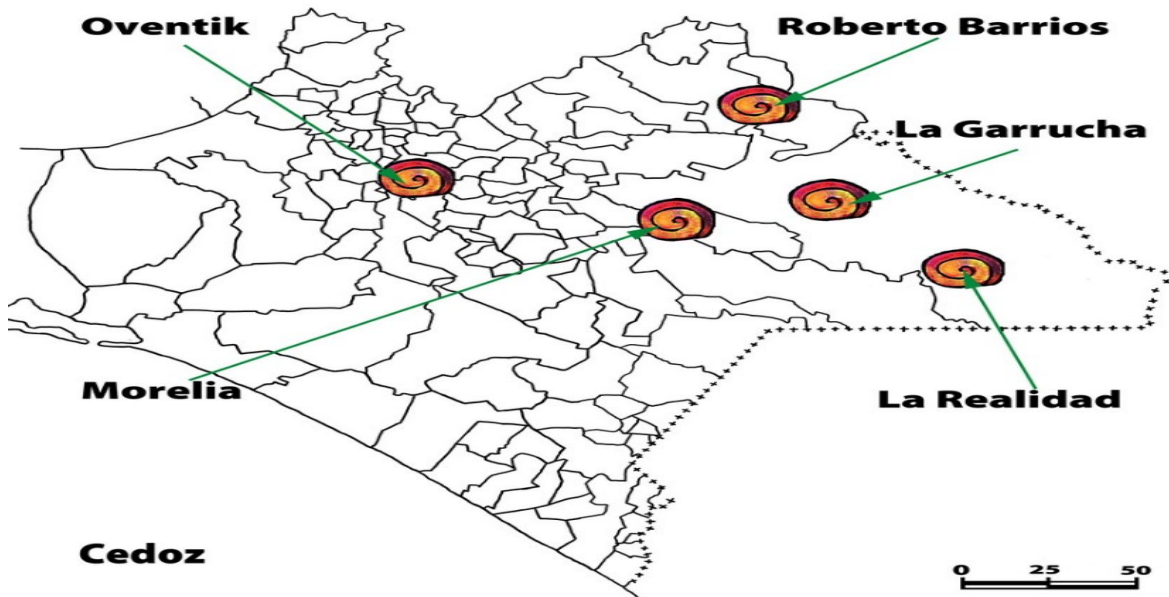 Oventik
Roberto Barrios
La Garrucha
Morelia
La Realidad
Cedoz
0 25 50